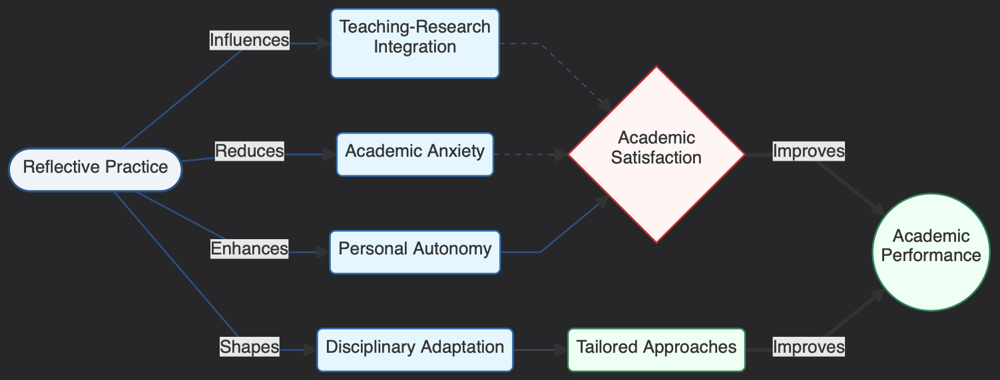 Influences
Teaching-Research
Integration
Reflective Practice
Reduces
Academic Anxiety
Academic
Satisfaction
Improves
Enhances
Personal Autonomy
Academic
Performance
Shapes
Disciplinary Adaptation
Tailored Approaches
Improves